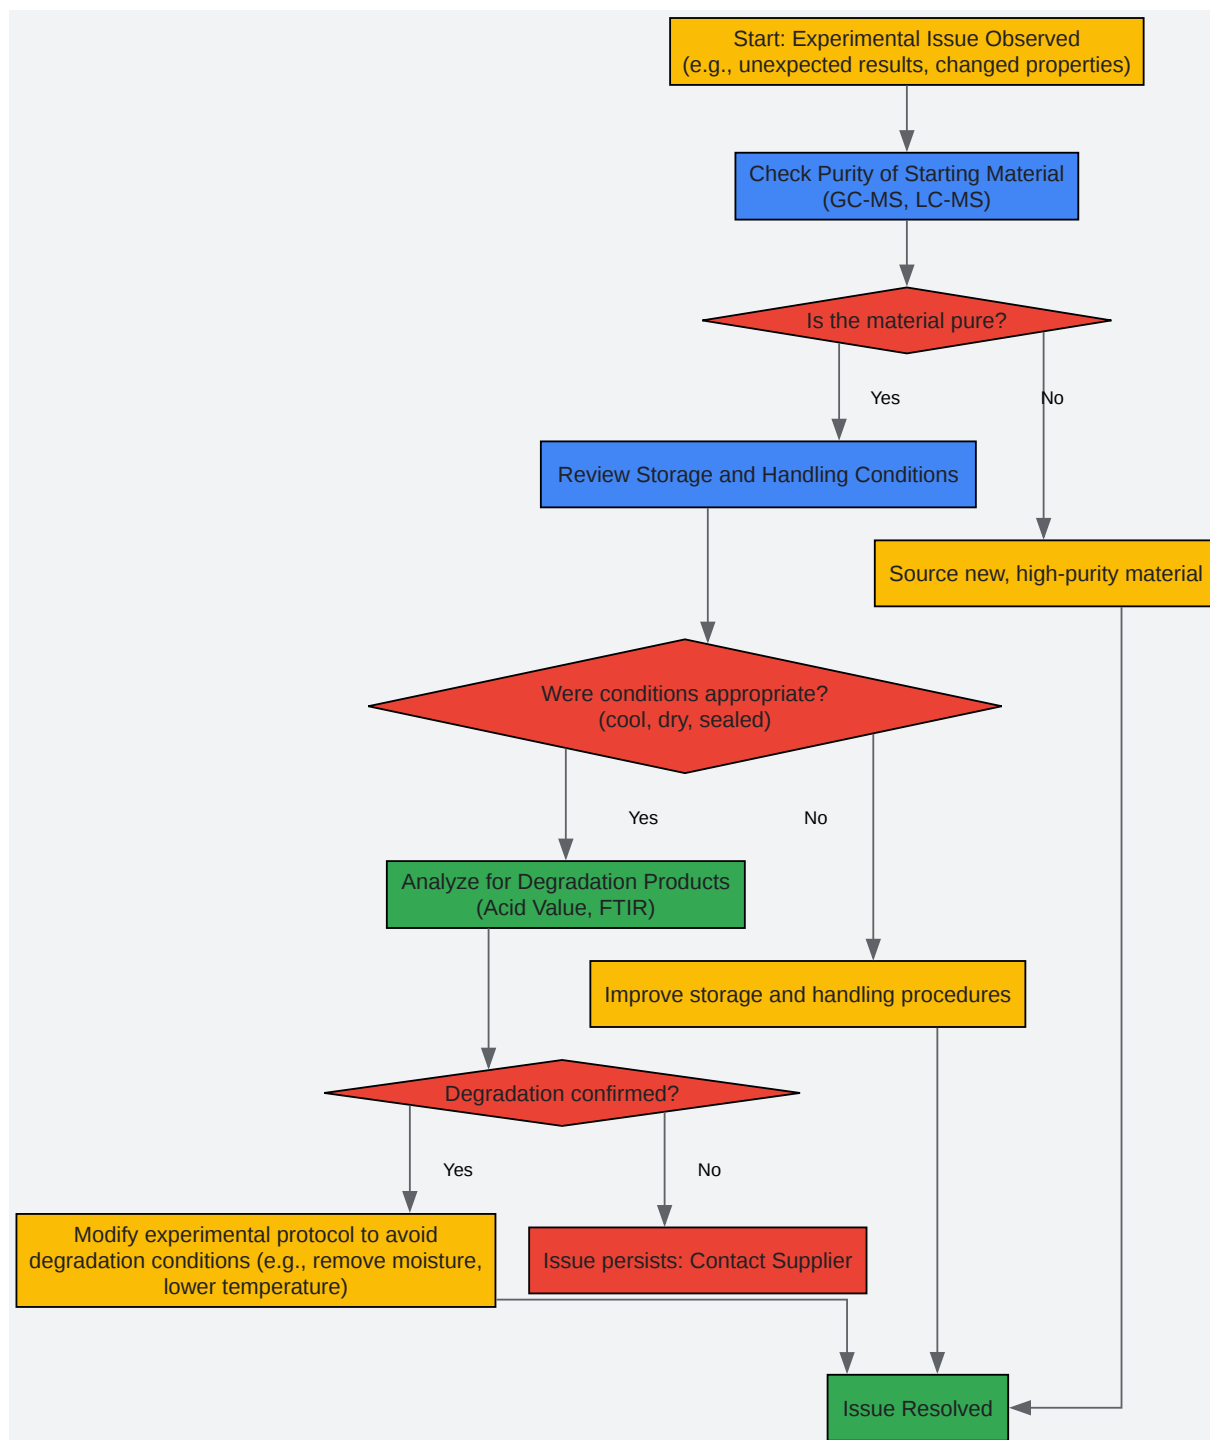 Start: Experimental Issue Observed
(e.g., unexpected results, changed properties)
Check Purity of Starting Material
(GC-MS, LC-MS)
Is the material pure?
Yes
No
Review Storage and Handling Conditions
Source new, high-purity material
Were conditions appropriate?
(cool, dry, sealed)
Yes
No
Analyze for Degradation Products
(Acid Value, FTIR)
Improve storage and handling procedures
Degradation confirmed?
Yes
No
Modify experimental protocol to avoid
degradation conditions (e.g., remove moisture,
lower temperature)
Issue persists: Contact Supplier
Issue Resolved